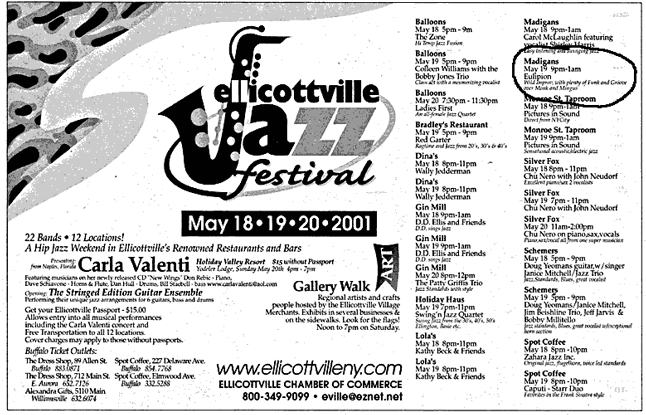 ellicottville
Jazz
festival
May 18 • 19 • 20 • 2001
22 Bands • 12 Locations!
A Hip Jazz Weekend in Ellicottville's Renowned Restaurants and Bars
Presenting:
from Naples, Florida
Carla Valenti
Holiday Valley Resort $15 without Passport
Yodeler Lodge, Sunday May 20th 4pm - 7pm
Featuring musicians on her newly released CD "New Wings" Don Rebic - Piano,
Dave Schiavone - Horns & Flute, Dan Hull - Drums, Bill Staebell - bass www.carlavalenti@aol.com
Opening: The Stringed Edition Guitar Ensemble
Performing their unique jazz arrangements for 6 guitars, bass and drums
Get your Ellicottville Passport - $15.00
Allows entry into all musical performances
including the Carla Valenti concert and
Free Transportation to all 12 locations.
Cover charges may apply to those without passports.
Buffalo Ticket Outlets:
The Dress Shop, 89 Allen St. Spot Coffee, 227 Delaware Ave.
Buffalo 883.0871 Buffalo 854.7768
The Dress Shop, 712 Main St. Spot Coffee, Elmwood Ave.
E. Aurora 652.7126 Buffalo 332.5288
Alexandra Gifts, 5110 Main
Williamsville 632.6074
ART
Gallery Walk
Regional artists and crafts
people hosted by the Ellicottville Village
Merchants. Exhibits in several businesses &
on the sidewalks. Look for the flags!
Noon to 7pm on Saturday.
www.ellicottvilleny.com
ELLICOTTVILLE CHAMBER OF COMMERCE
800-349-9099 • eville@eznet.net
Balloons
May 18 5pm - 9m
The Zone
Hi Temp Jazz Fusion
Balloons
May 19 5pm - 9pm
Colleen Williams with the
Bobby Jones Trio
Class act with a mesmerizing vocalist
Balloons
May 20 7:30pm - 11:30pm
Ladies First
An all-female Jazz Quartet
Bradley's Restaurant
May 19 5pm - 9pm
Red Garter
Ragtime and Jazz from 20's, 30's & 40's
Dina's
May 18 8pm-11pm
Wally Jedderman
Dina's
May 19 8pm-11pm
Wally Jedderman
Gin Mill
May 18 9pm-1am
D.D. Ellis and Friends
D.D. sings jazz
Gin Mill
May 19 9pm-1am
D.D. Ellis and Friends
D.D. sings jazz
Gin Mill
May 20 8pm-12pm
The Patty Griffis Trio
Jazz Standards with style
Holiday Haus
May 19 7pm-11pm
Swing'n Jazz Quartet
Swing Jazz from the 30's, 40's, 50's
Ellington, Basie etc.
Lola's
May 18 8pm-11pm
Kathy Beck & Friends
Lola's
May 19 8pm-11pm
Kathy Beck & Friends
Madigans
May 18 9pm-1am
Carol McLaughlin featuring
vocalist Shirley Harris
Easy listening and swinging jazz
Madigans
May 19 9pm-1am
Eulipion
Wild Improv, with plenty of Funk and Groove
over Monk and Mingus
Monroe St. Taproom
May 18 9pm-1am
Pictures in Sound
Direct from NYCity
Monroe St. Taproom
May 19 9pm-1am
Pictures in Sound
Sensational acoustic/electric jazz
Silver Fox
May 18 8pm - 11pm
Chu Nero with John Neudorf
Excellent pianist, 2 vocalists
Silver Fox
May 19 7pm - 11pm
Chu Nero with John Neudorf
Silver Fox
May 20 11am-2:00pm
Chu Nero on piano,sax,vocals
Piano,sax,vocal all from one super musician
Schemers
May 18 5pm - 9pm
Doug Yeomans guitar,w/singer
Janice Mitchell/Jazz Trio
Jazz Standards, Blues, great vocalist
Schemers
May 19 5pm - 9pm
Doug Yeomans/Janice Mitchell,
Jim Beishline Trio, Jeff Jarvis &
Bobby Militello
Jazz standards, Blues, great vocalist w/exceptional
horn section
Spot Coffee
May 18 8pm - 10pm
Zahara Jazz Inc.
Original jazz, flugelhorn, voice led standards
Spot Coffee
May 19 8pm -10pm
Caputi - Starr Duo
Favorites in the Frank Sinatra style